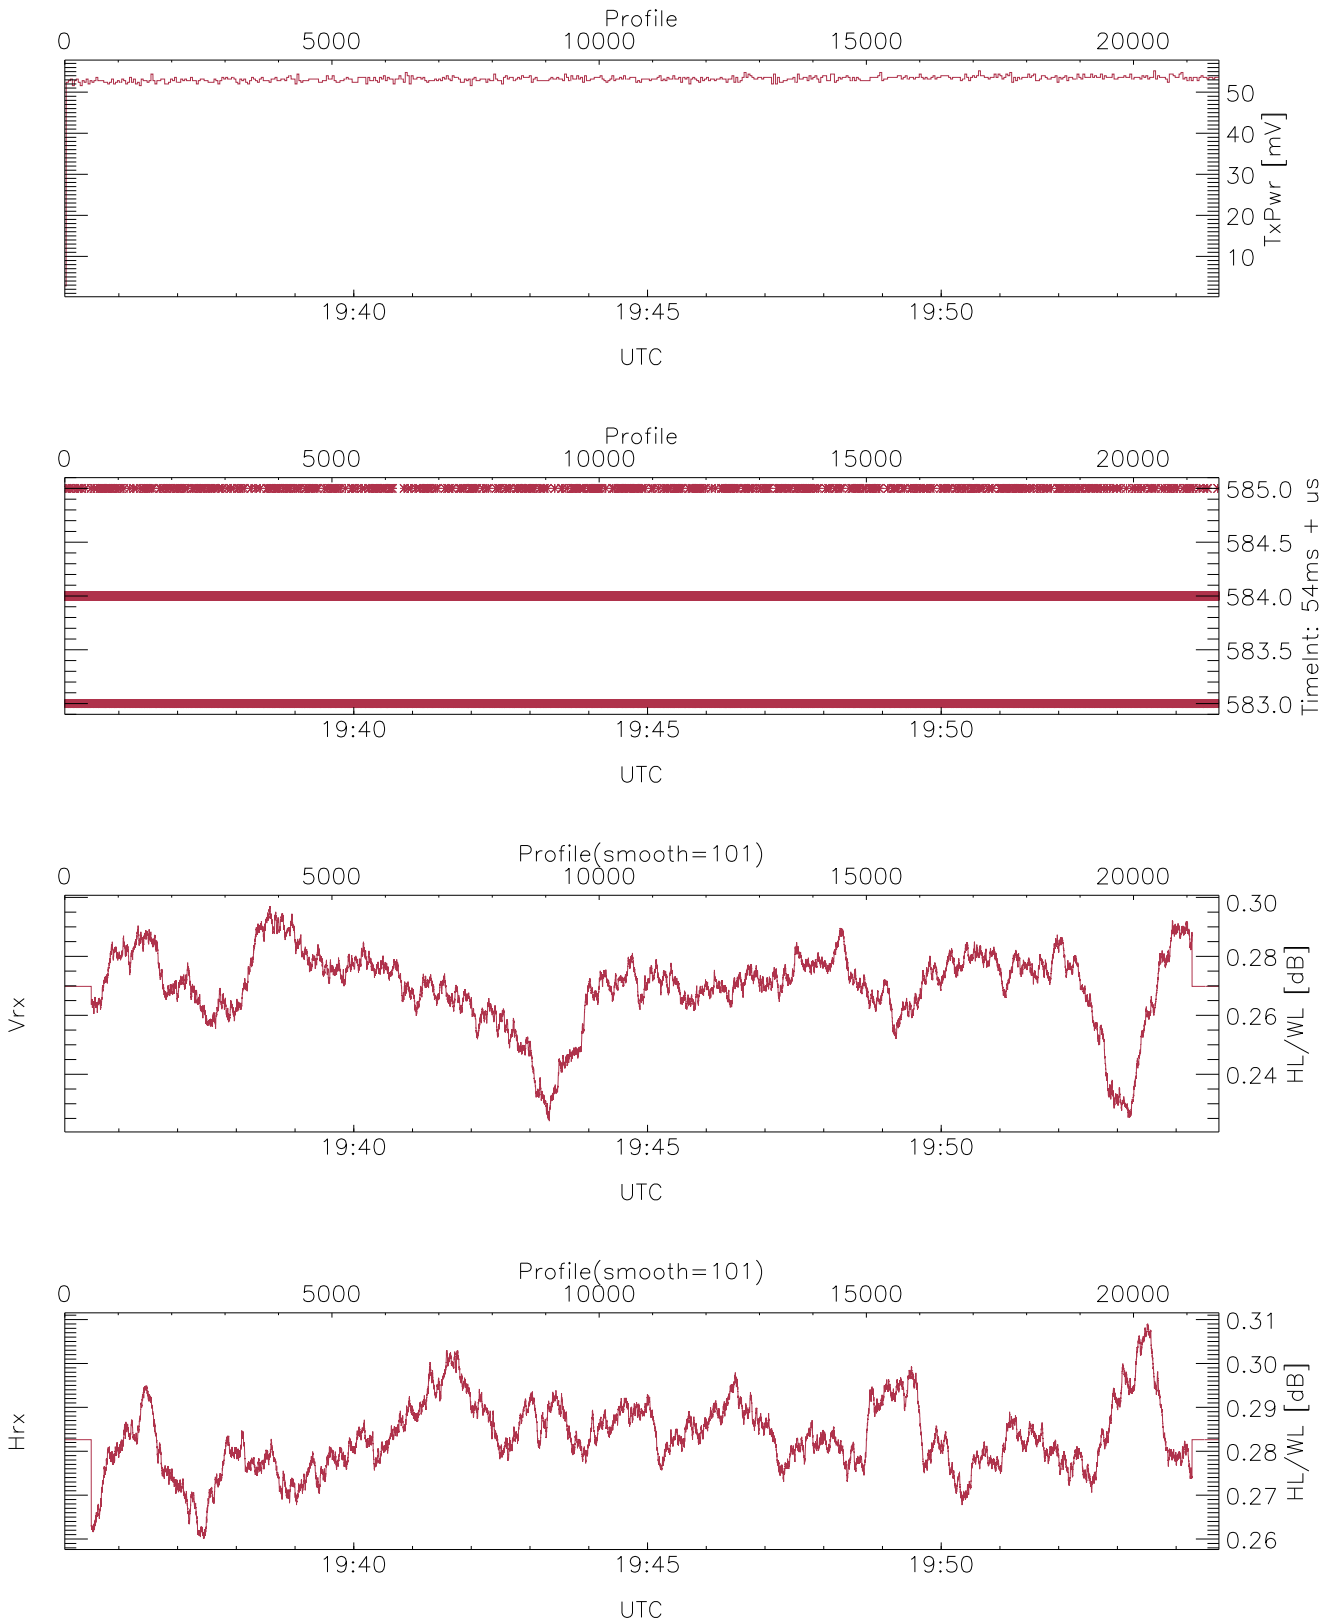 Profile
0 5000 10000 15000 20000
50
40
30
20
10
TxPwr [mV]
19:40 19:45 19:50
UTC
Profile
0 5000 10000 15000 20000
585.0
584.5
584.0
583.5
583.0
TimeInt: 54ms + us
19:40 19:45 19:50
UTC
Profile(smooth=101)
0 5000 10000 15000 20000
Vrx
0.30
0.28
0.26
0.24
HL/WL [dB]
19:40 19:45 19:50
UTC
Profile(smooth=101)
0 5000 10000 15000 20000
Hrx
0.31
0.30
0.29
0.28
0.27
0.26
HL/WL [dB]
19:40 19:45 19:50
UTC